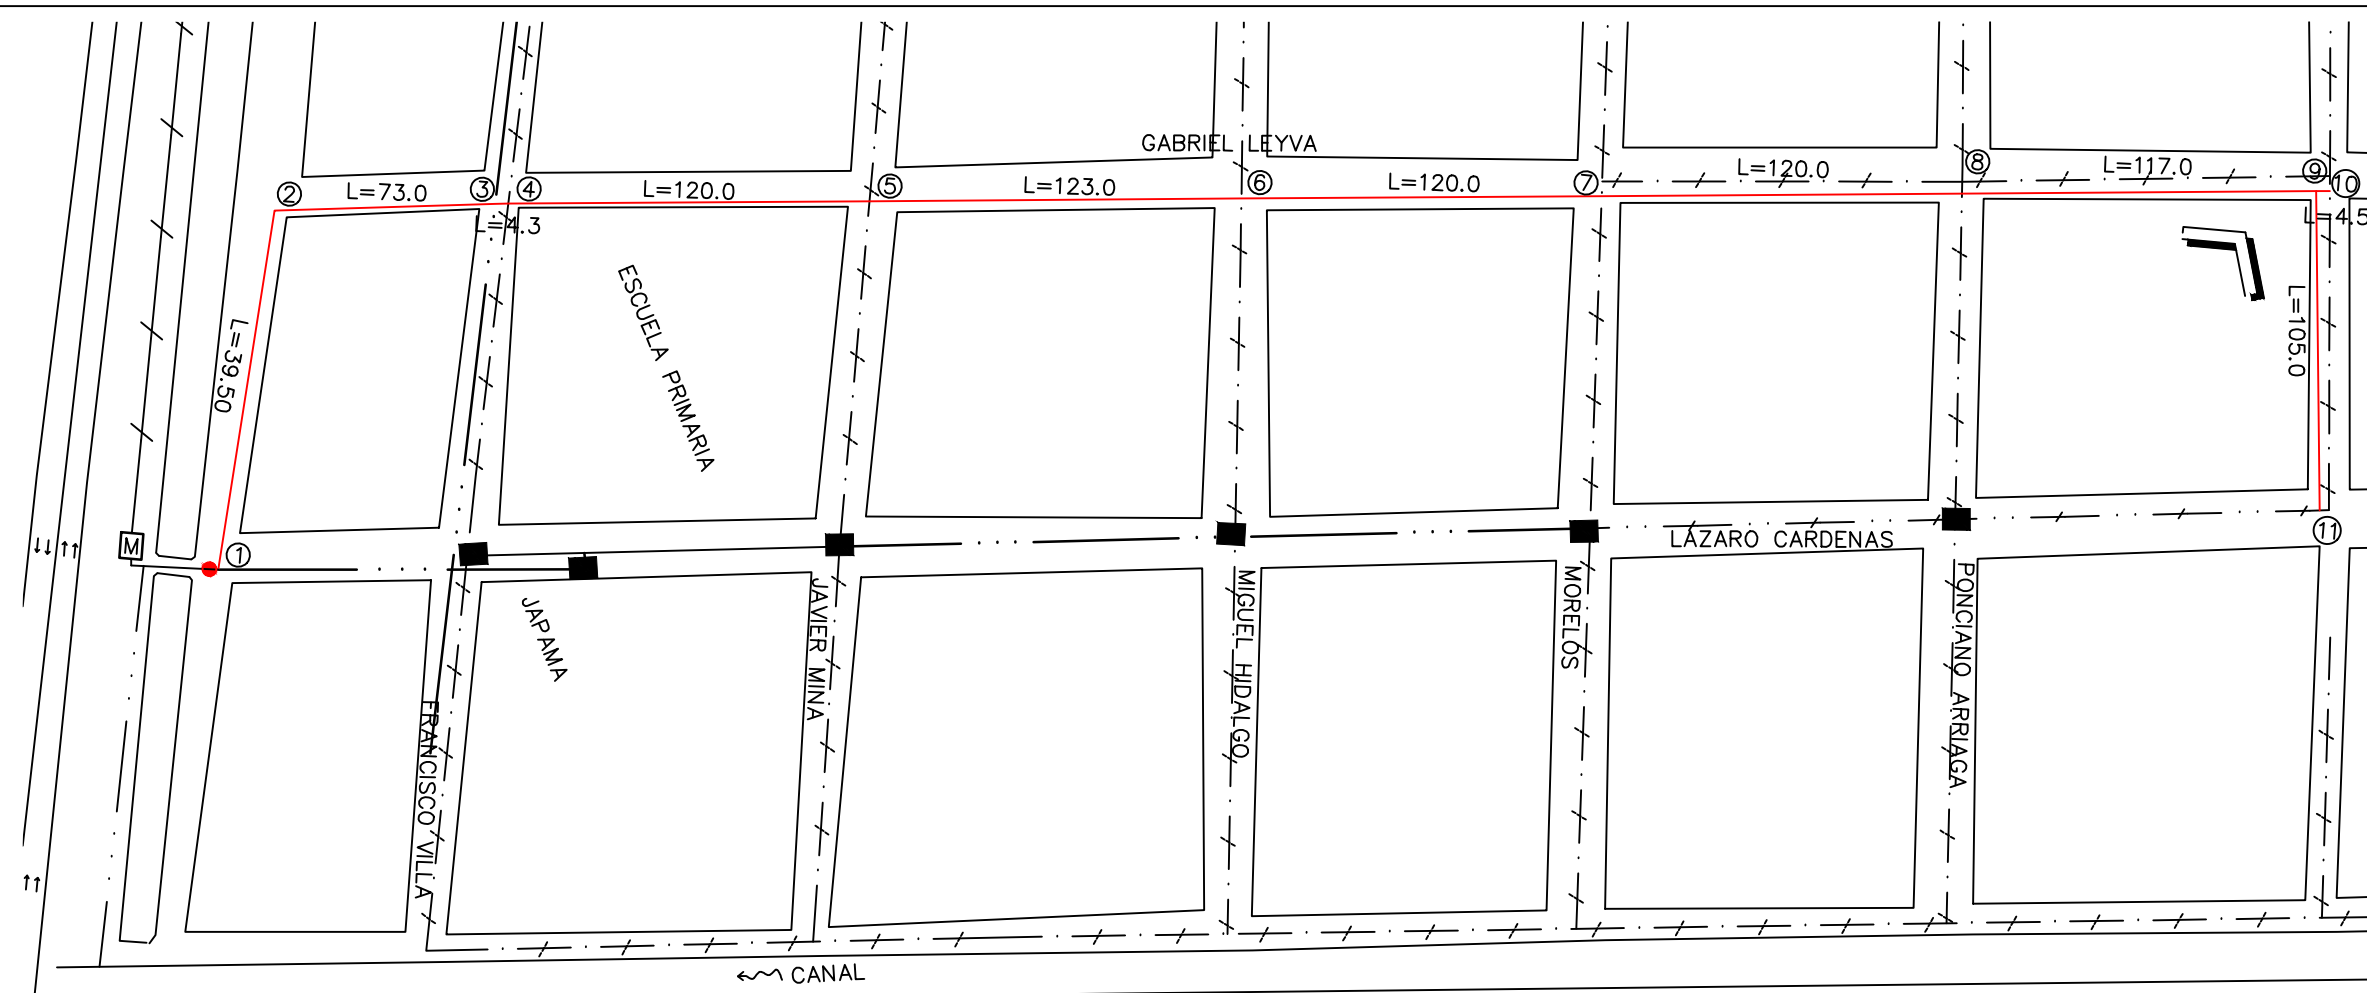 GABRIEL LEYVA
2
L=73.0
3
4
L=120.0
5
L=123.0
6
L=120.0
7
L=120.0
8
L=117.0
9
10
L=4.3
L=4.5
L=39.50
ESCUELA PRIMARIA
L=105.0
M
1
LÁZARO CARDENAS
11
JAPAMA
FRANCISCO VILLA
JAVIER MINA
MIGUEL HIDALGO
MORELOS
PONCIANO ARRIAGA
CANAL